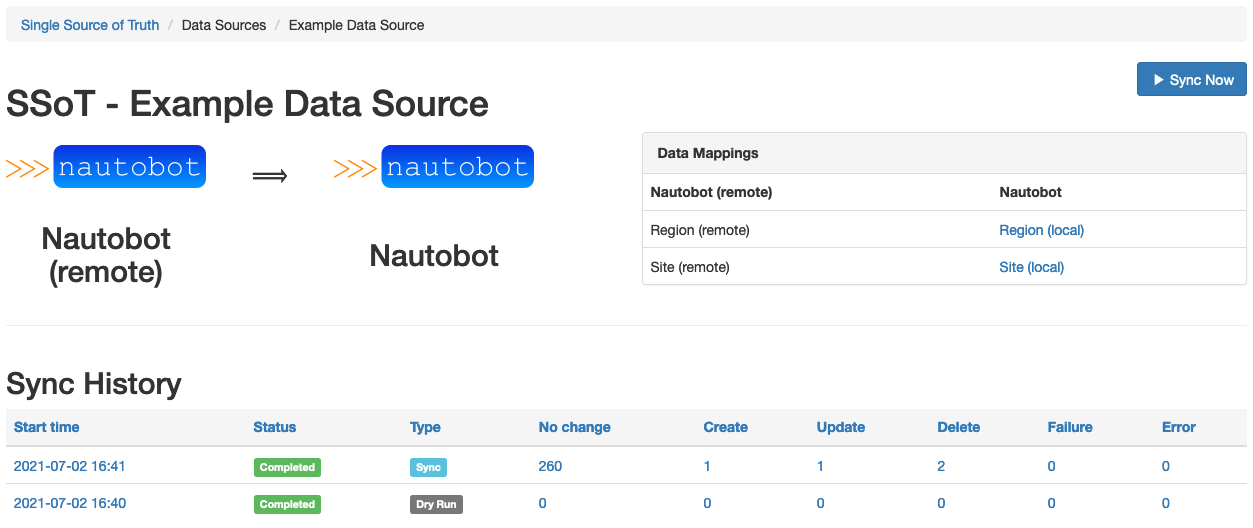 Single Source of Truth / Data Sources / Example Data Source
Sync Now
SSoT - Example Data Source
>>> nautobot ⟹ >>> nautobot
Nautobot
(remote)
Nautobot
Data Mappings
Nautobot (remote) Nautobot
Region (remote) Region (local)
Site (remote) Site (local)
Sync History
Start time Status Type No change Create Update Delete Failure Error
2021-07-02 16:41 Completed Sync 260 1 1 2 0 0
2021-07-02 16:40 Completed Dry Run 0 0 0 0 0 0